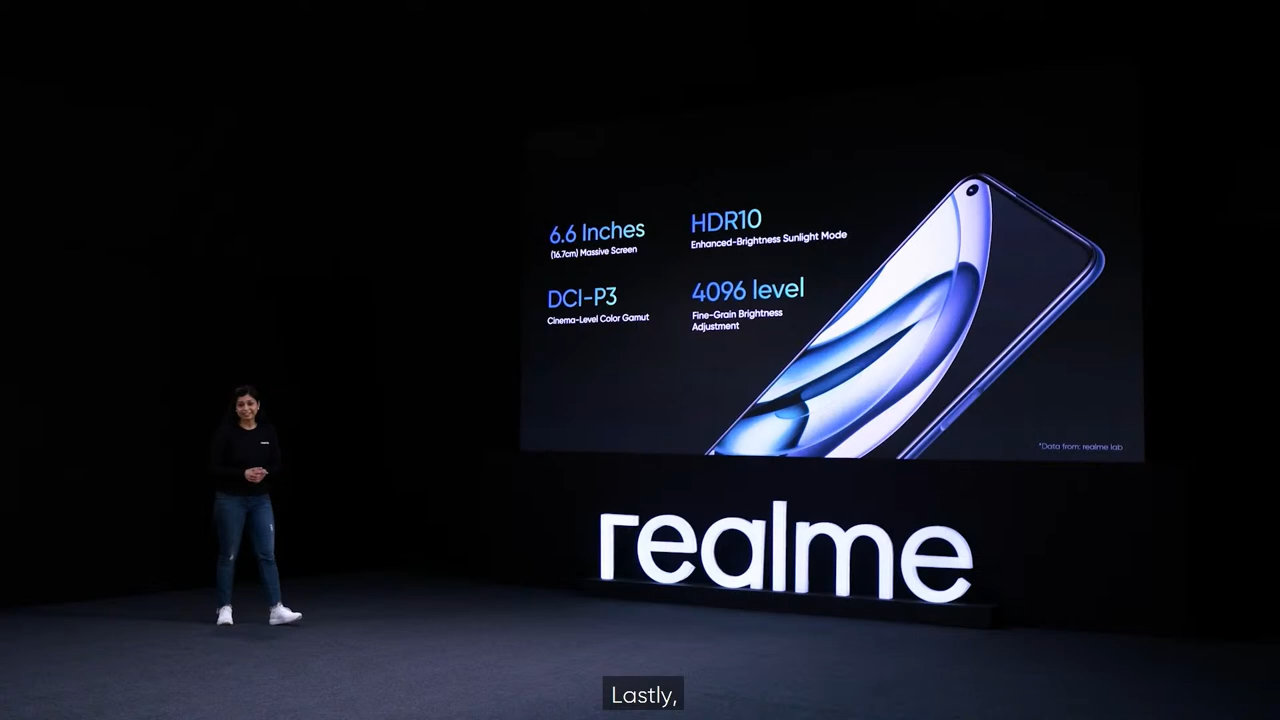 6.6 Inches
(16.7cm) Massive Screen
HDR10
Enhanced-Brightness Sunlight Mode
DCI-P3
Cinema-Level Color Gamut
4096 level
Fine-Grain Brightness
Adjustment
*Data from: realme lab
realme
Lastly,